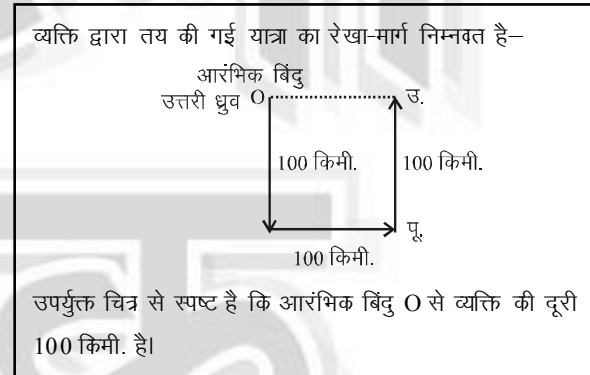 व्यक्ति द्वारा तय की गई यात्रा का रेखा-मार्ग निम्नवत है–
आरंभिक बिंदु
उत्तरी ध्रुव O
उ.
100 किमी.
100 किमी.
पू.
100 किमी.
उपर्युक्त चित्र से स्पष्ट है कि आरंभिक बिंदु O से व्यक्ति की दूरी
100 किमी. है।